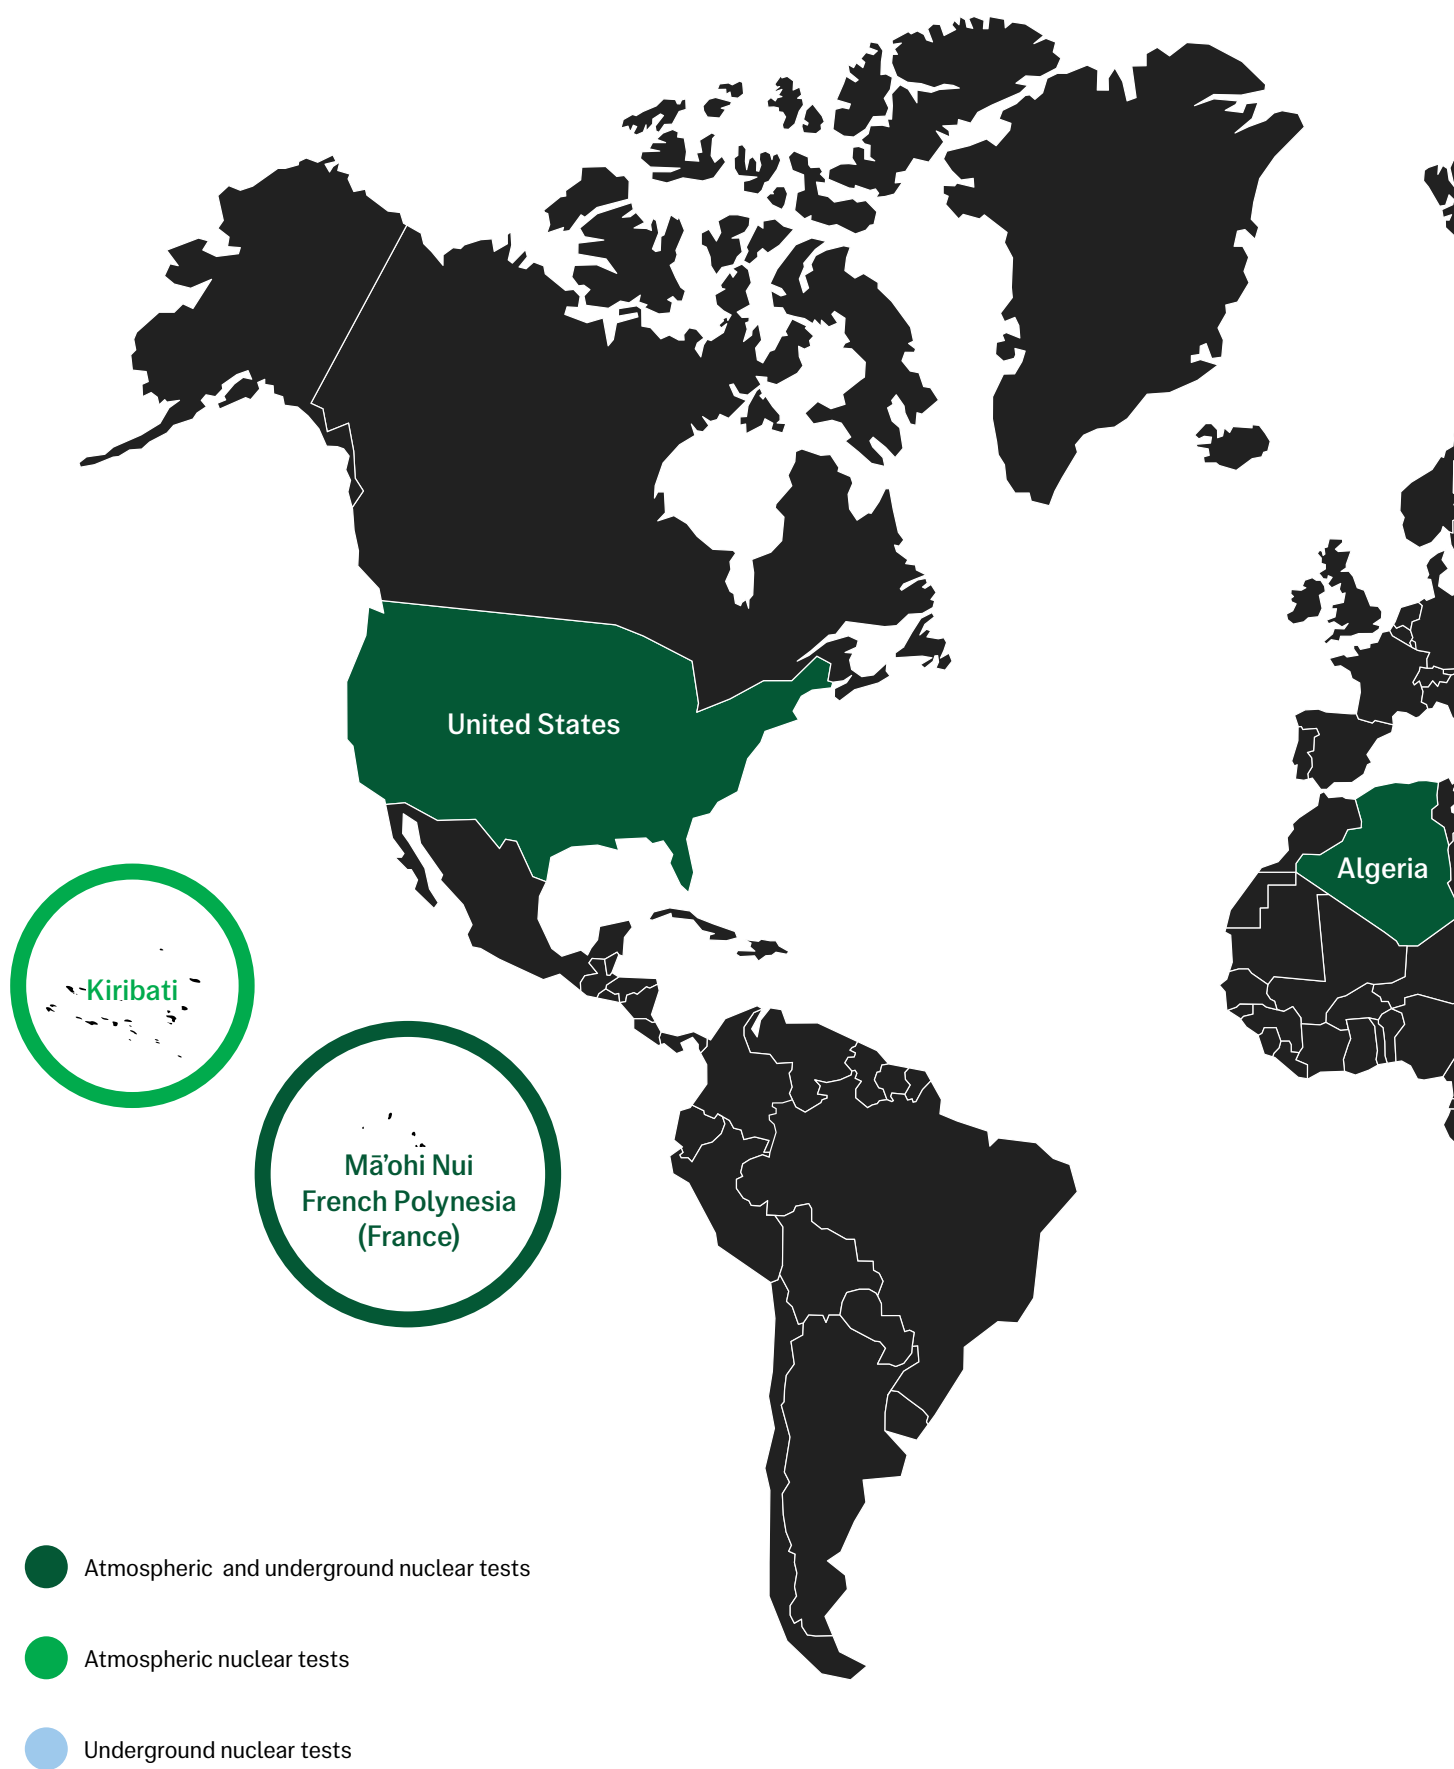 United States
Algeria
Kiribati
Mā’ohi Nui
French Polynesia
(France)
Atmospheric and underground nuclear tests
Atmospheric nuclear tests
Underground nuclear tests